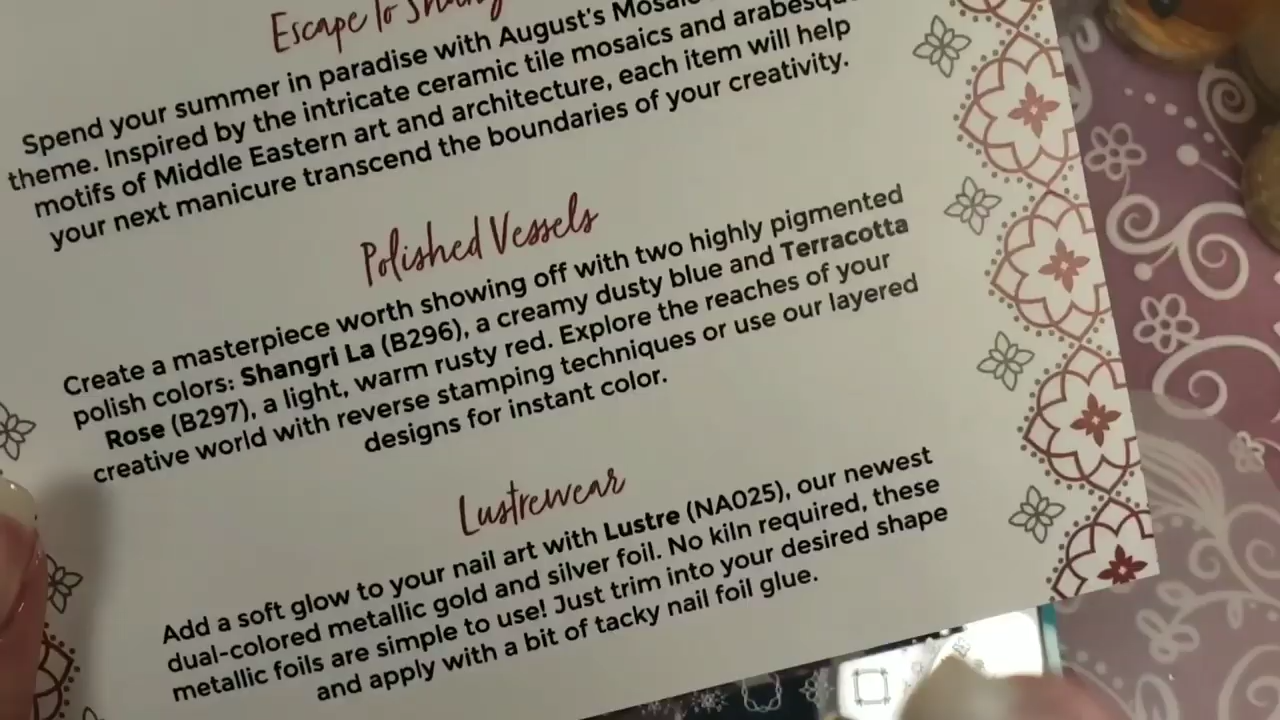 Escape to
Spend your summer in paradise with August's Mosaic
theme. Inspired by the intricate ceramic tile mosaics and
motifs of Middle Eastern art and architecture, each item will help
your next manicure transcend the boundaries of your creativity.
Polished Vessels
Create a masterpiece worth showing off with two highly pigmented
polish colors: Shangri La (B296), a creamy dusty blue and Terracotta
Rose (B297), a light, warm rusty red. Explore the reaches of your
creative world with reverse stamping techniques or use our layered
designs for instant color.
Lustrewear
Add a soft glow to your nail art with Lustre (NA025), our newest
dual-colored metallic gold and silver foil. No kiln required, these
metallic foils are simple to use! Just trim into your desired shape
and apply with a bit of tacky nail foil glue.